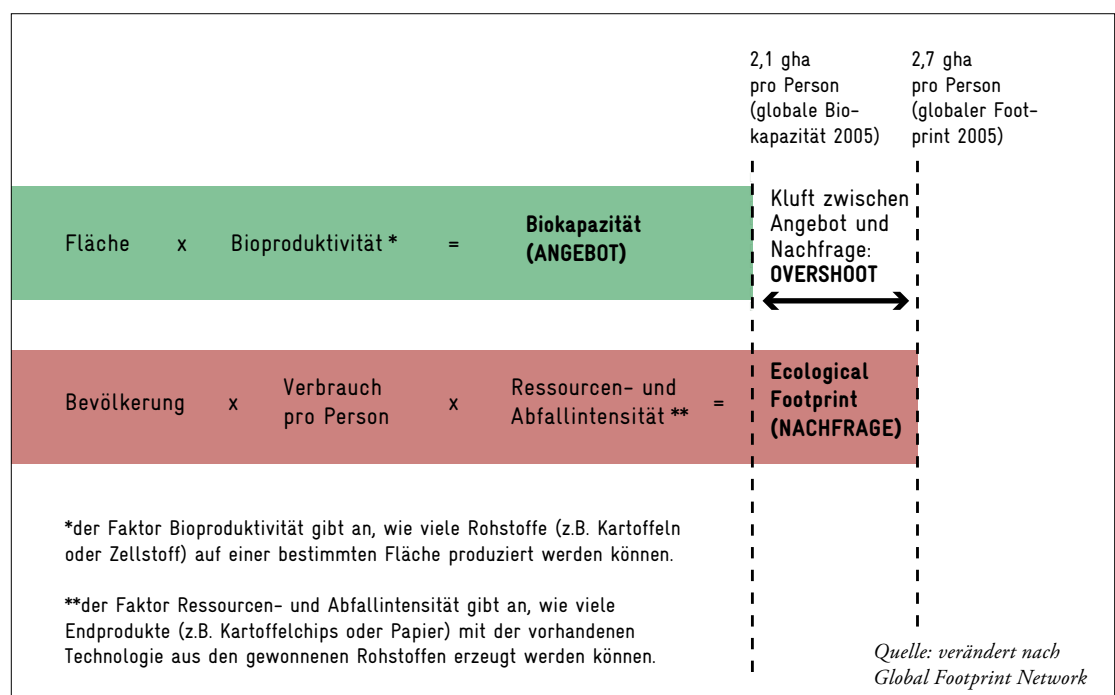 2,1 gha
pro Person
(globale Bio-
kapazität 2005)
2,7 gha
pro Person
(globaler Foot-
print 2005)
Fläche x Bioproduktivität * = Biokapazität
(ANGEBOT)
Kluft zwischen
Angebot und
Nachfrage:
OVERSHOOT
Bevölkerung x Verbrauch
pro Person
x Ressourcen- und
Abfallintensität ** =
Ecological
Footprint
(NACHFRAGE)
*der Faktor Bioproduktivität gibt an, wie viele Rohstoffe (z.B. Kartoffeln
oder Zellstoff) auf einer bestimmten Fläche produziert werden können.
**der Faktor Ressourcen- und Abfallintensität gibt an, wie viele
Endprodukte (z.B. Kartoffelchips oder Papier) mit der vorhandenen
Technologie aus den gewonnenen Rohstoffen erzeugt werden können.
Quelle: verändert nach
Global Footprint Network